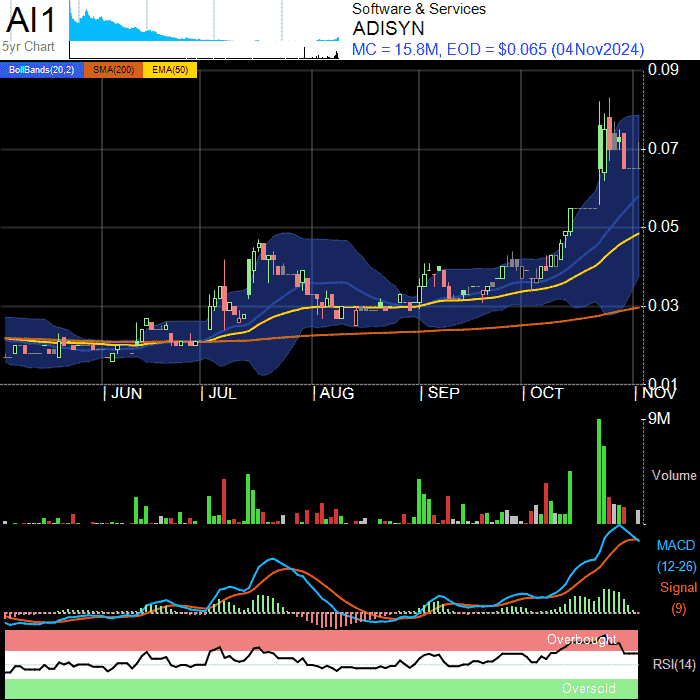 AI1
5yr Chart
Software & Services
ADISYN
MC = 15.8M, EOD = $0.065 (04Nov2024)
BollBands(20,2) SMA(200) EMA(50)
0.09
0.07
0.05
0.03
0.01
JUN JUL AUG SEP OCT NOV
9M
Volume
MACD
(12-26)
Signal
(9)
Overbought
RSI(14)
Oversold